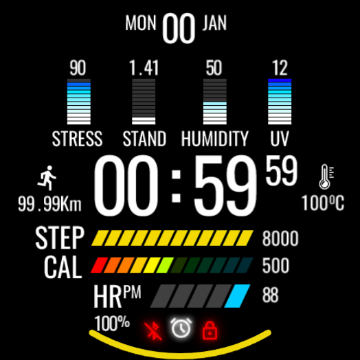 MON 00 JAN
90 1.41 50 12
STRESS STAND HUMIDITY UV
00:59 59
99.99Km 100°C
STEP 8000
CAL 500
HRPM 88
100%